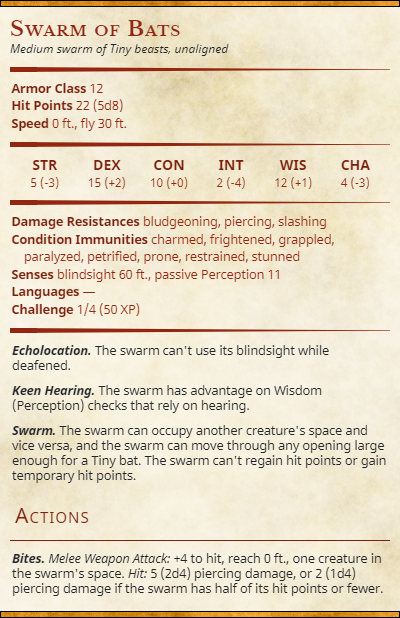 Swarm of Bats
Medium swarm of Tiny beasts, unaligned
Armor Class 12
Hit Points 22 (5d8)
Speed 0 ft., fly 30 ft.
STR DEX CON INT WIS CHA
5 (-3) 15 (+2) 10 (+0) 2 (-4) 12 (+1) 4 (-3)
Damage Resistances bludgeoning, piercing, slashing
Condition Immunities charmed, frightened, grappled,
paralyzed, petrified, prone, restrained, stunned
Senses blindsight 60 ft., passive Perception 11
Languages —
Challenge 1/4 (50 XP)
Echolocation. The swarm can't use its blindsight while
deafened.
Keen Hearing. The swarm has advantage on Wisdom
(Perception) checks that rely on hearing.
Swarm. The swarm can occupy another creature's space and
vice versa, and the swarm can move through any opening large
enough for a Tiny bat. The swarm can't regain hit points or gain
temporary hit points.
Actions
Bites. Melee Weapon Attack: +4 to hit, reach 0 ft., one creature in
the swarm's space. Hit: 5 (2d4) piercing damage, or 2 (1d4)
piercing damage if the swarm has half of its hit points or fewer.